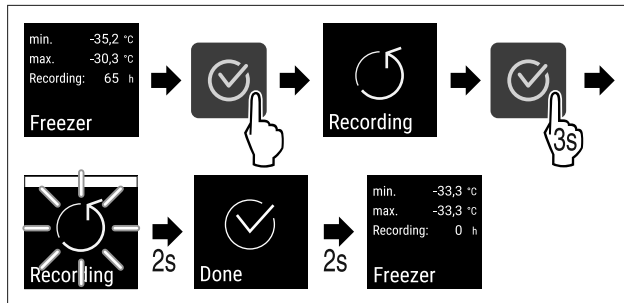 min. -35,2 °C
max. -30,3 °C
Recording: 65 h
Freezer
Recording
3s
Recording
2s
Done
2s
min. -33,3 °C
max. -33,3 °C
Recording: 0 h
Freezer